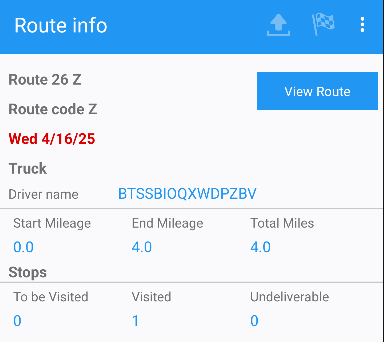 Route info
Route 26 Z
View Route
Route code Z
Wed 4/16/25
Truck
Driver name BTSSBIOQXWDPZBV
Start Mileage End Mileage Total Miles
0.0 4.0 4.0
Stops
To be Visited Visited Undeliverable
0 1 0